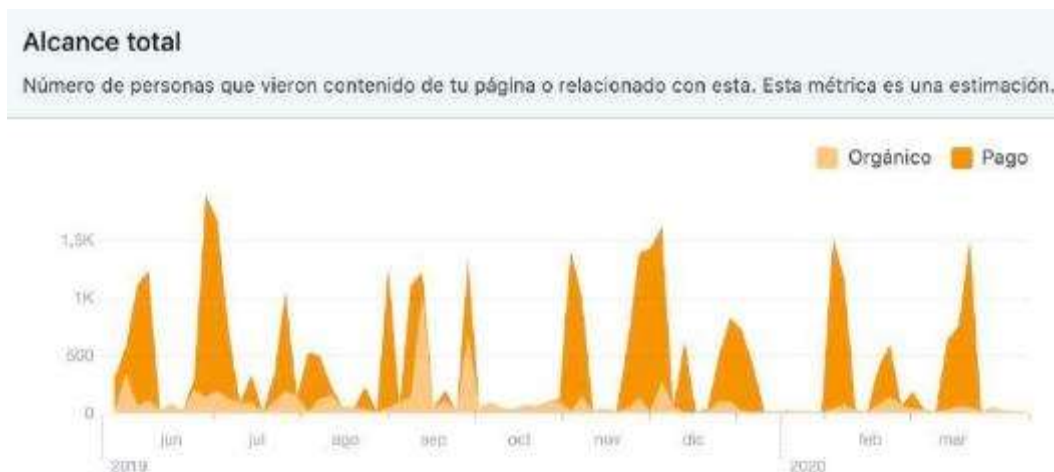 Alcance total
Número de personas que vieron contenido de tu página o relacionado con esta. Esta métrica es una estimación.
Orgánico Pago
1,5K
1K
500
0
jun jul ago sep oct nov dic feb mar
2019 2020